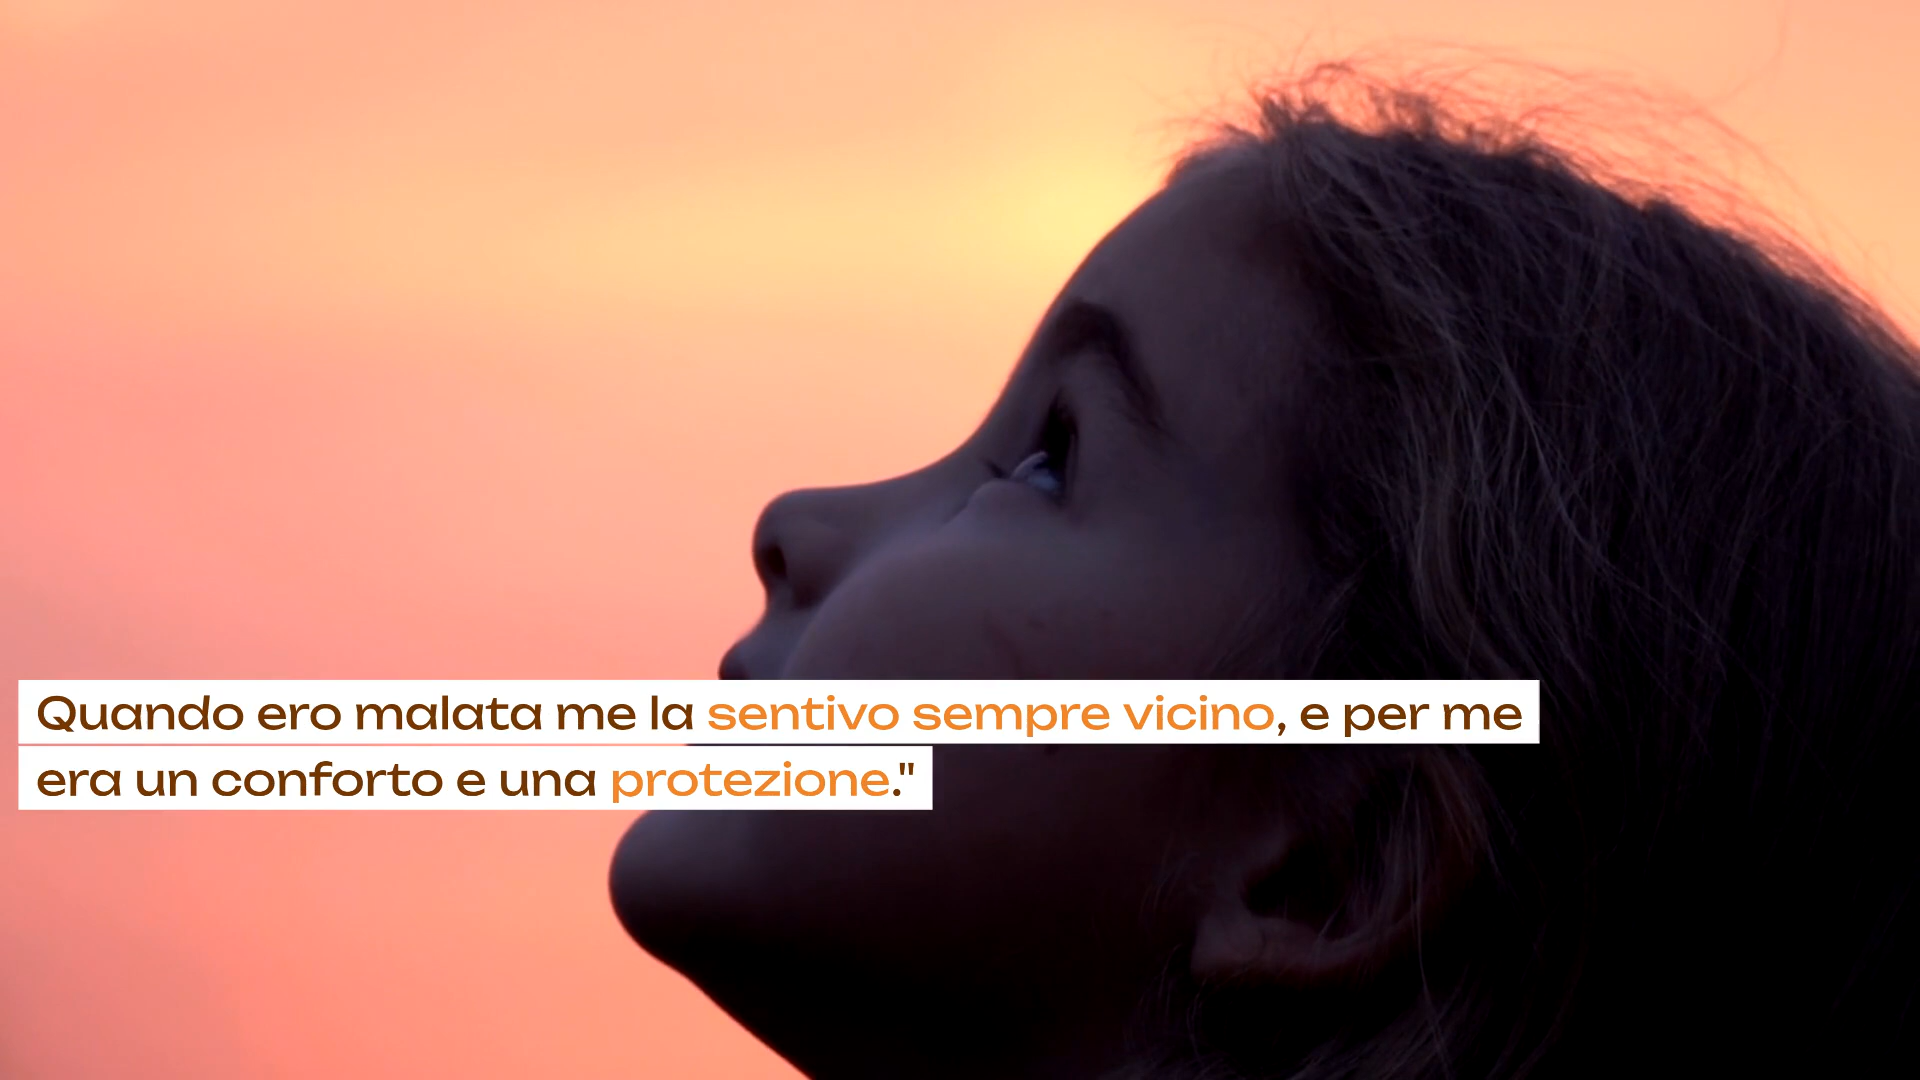 Quando ero malata me la sentivo sempre vicino, e per me
era un conforto e una protezione."